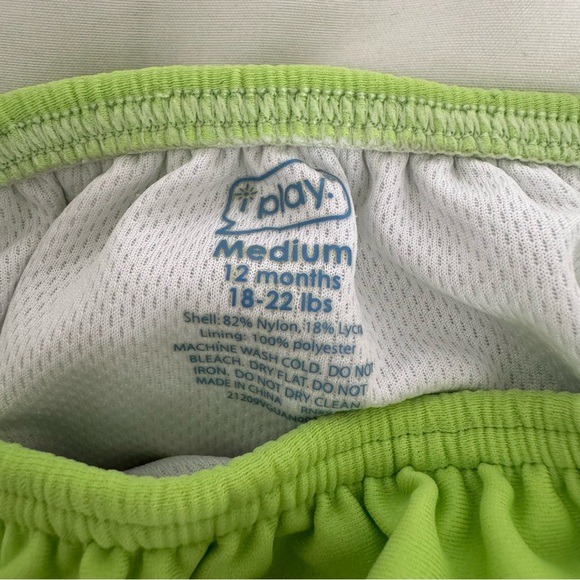 i play.
Medium
12 months
18-22 lbs
Shell: 82% Nylon, 18% Lycra
Lining: 100% polyester
MACHINE WASH COLD. DO NOT
BLEACH. DRY FLAT. DO NOT
IRON. DO NOT DRY CLEAN
MADE IN CHINA